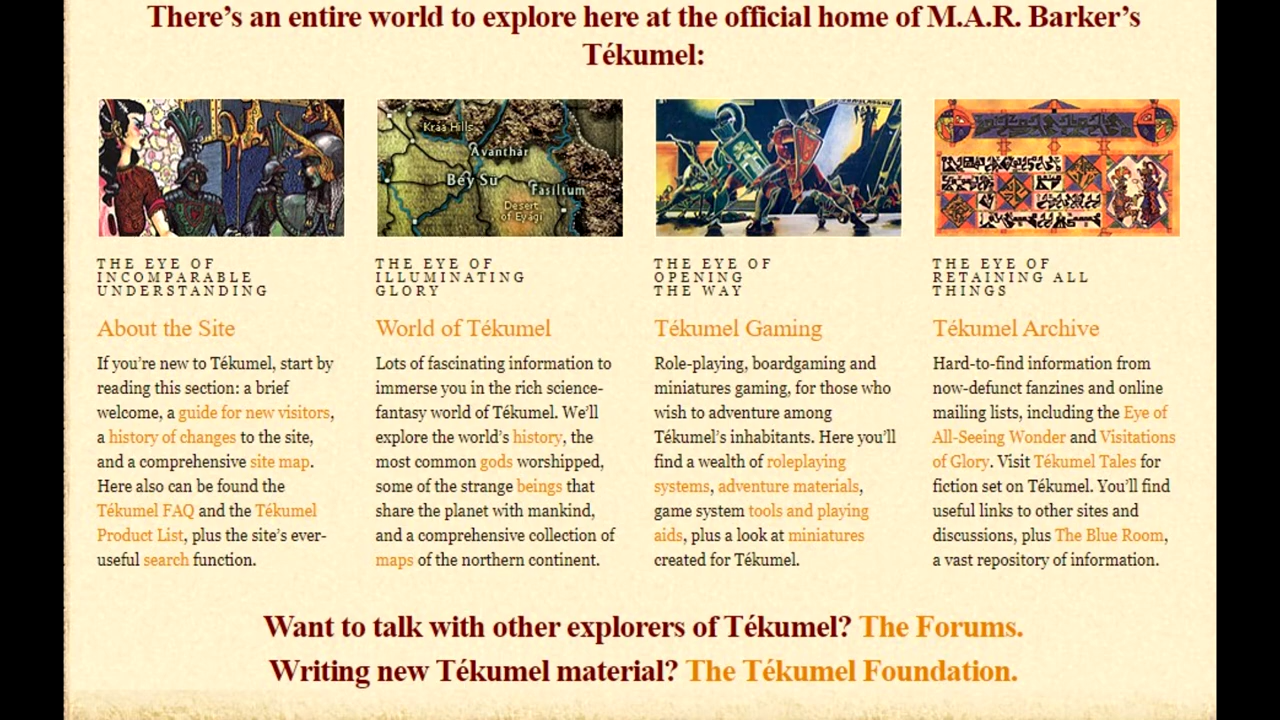 There's an entire world to explore here at the official home of M.A.R. Barker's
Tékumel:
Kraa Hills
Avanthár
Béy Sü
Fasiltum
Desert
of Eyági
THE EYE OF
INCOMPARABLE
UNDERSTANDING
About the Site
If you're new to Tékumel, start by
reading this section: a brief
welcome, a guide for new visitors,
a history of changes to the site,
and a comprehensive site map.
Here also can be found the
Tékumel FAQ and the Tékumel
Product List, plus the site's ever-
useful search function.
THE EYE OF
ILLUMINATING
GLORY
World of Tékumel
Lots of fascinating information to
immerse you in the rich science-
fantasy world of Tékumel. We'll
explore the world's history, the
most common gods worshipped,
some of the strange beings that
share the planet with mankind,
and a comprehensive collection of
maps of the northern continent.
THE EYE OF
OPENING
THE WAY
Tékumel Gaming
Role-playing, boardgaming and
miniatures gaming, for those who
wish to adventure among
Tékumel's inhabitants. Here you'll
find a wealth of roleplaying
systems, adventure materials,
game system tools and playing
aids, plus a look at miniatures
created for Tékumel.
THE EYE OF
RETAINING ALL
THINGS
Tékumel Archive
Hard-to-find information from
now-defunct fanzines and online
mailing lists, including the Eye of
All-Seeing Wonder and Visitations
of Glory. Visit Tékumel Tales for
fiction set on Tékumel. You'll find
useful links to other sites and
discussions, plus The Blue Room,
a vast repository of information.
Want to talk with other explorers of Tékumel? The Forums.
Writing new Tékumel material? The Tékumel Foundation.